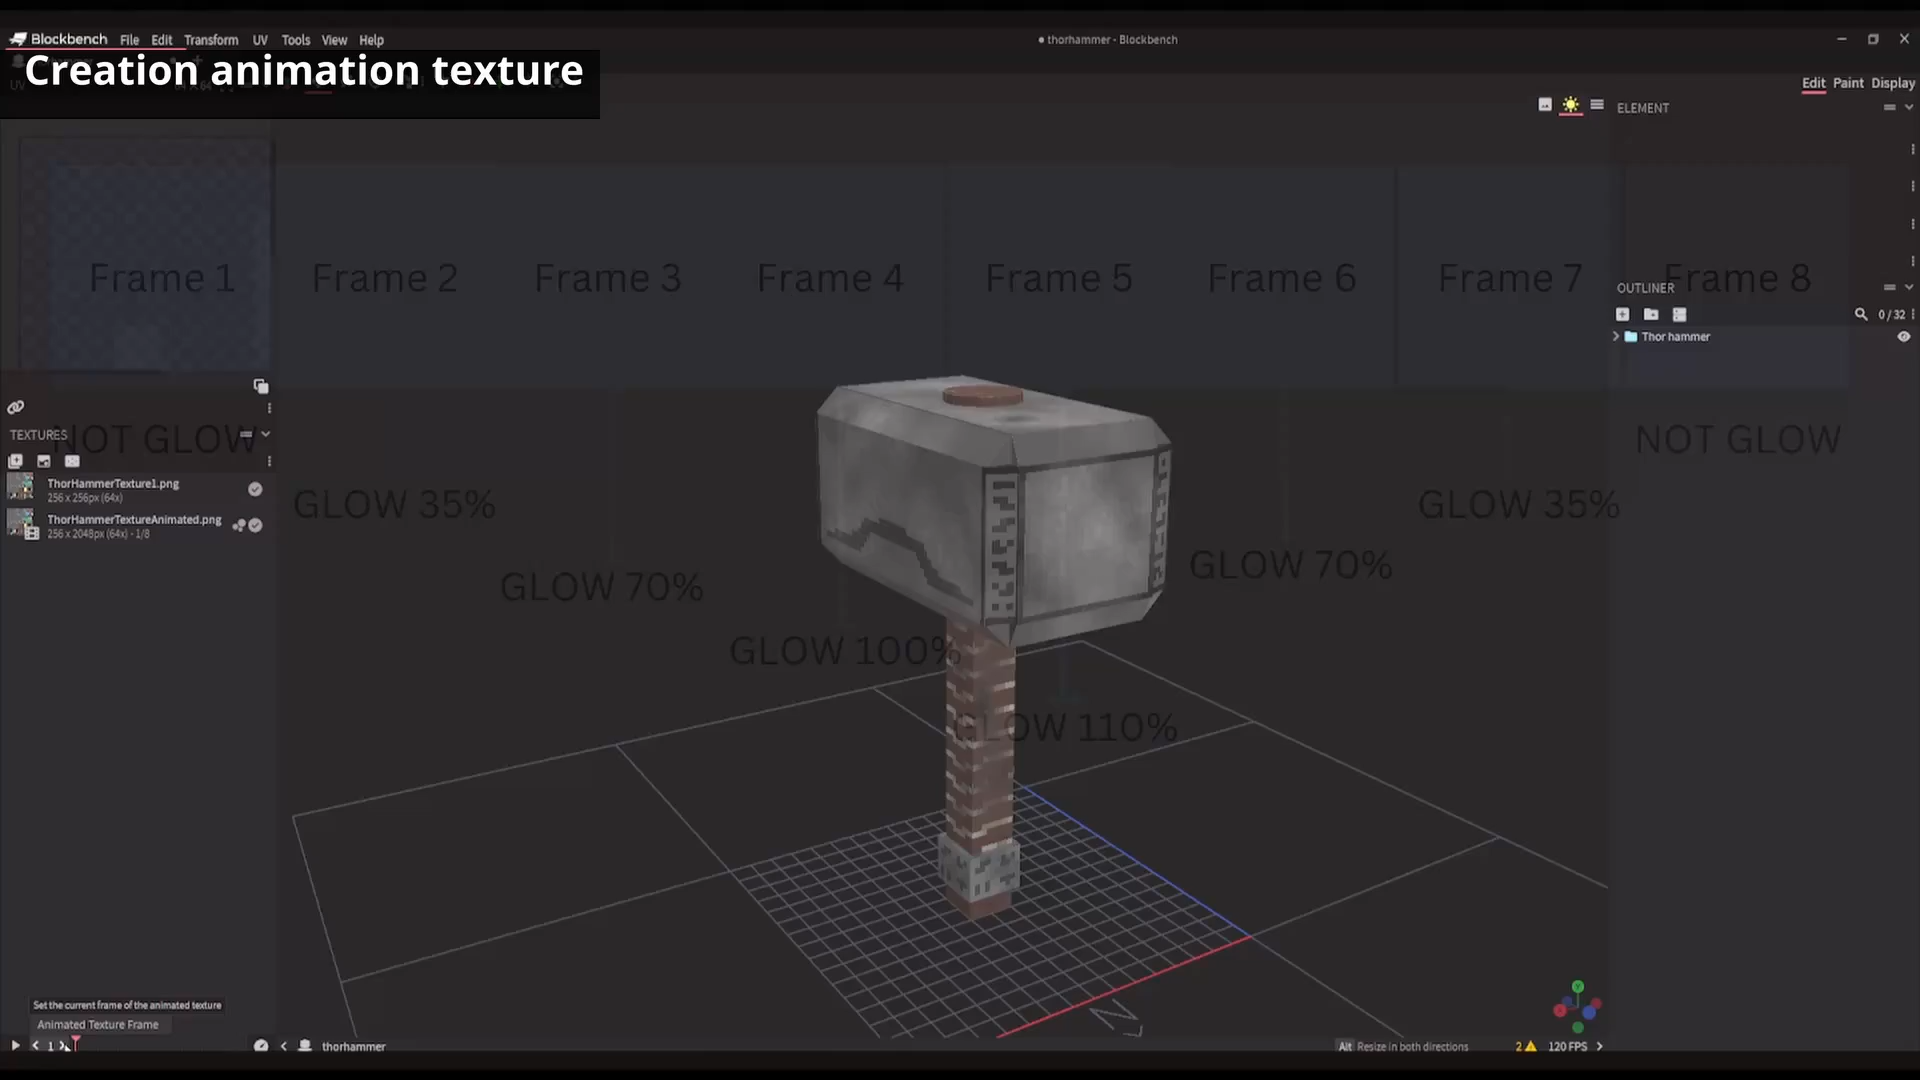 Blockbench File Edit Transform UV Tools View Help
thorhammer - Blockbench
Creation animation texture
UV
Edit Paint Display
ELEMENT
Frame 1 Frame 2 Frame 3 Frame 4 Frame 5 Frame 6 Frame 7 Frame 8
OUTLINER
0 / 32
Thor hammer
TEXTURES
NOT GLOW
NOT GLOW
ThorHammerTexture1.png
256 x 256px (64x)
GLOW 35%
GLOW 35%
ThorHammerTextureAnimated.png
256 x 2048px (64x) - 1/8
GLOW 70%
GLOW 70%
GLOW 100%
GLOW 110%
N
Y
Set the current frame of the animated texture
Animated Texture Frame
1
thorhammer
Alt Resize in both directions
2
120 FPS